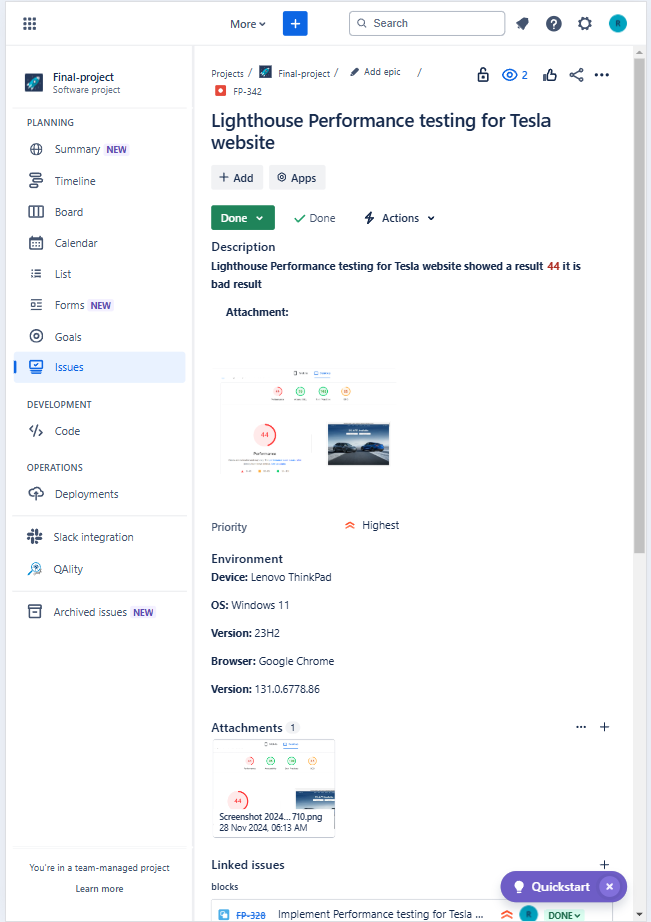 More
Search
R
Final-project
Software project
PLANNING
Summary NEW
Timeline
Board
Calendar
List
Forms NEW
Goals
Issues
DEVELOPMENT
Code
OPERATIONS
Deployments
Slack integration
QAlity
Archived issues NEW
You're in a team-managed project
Learn more
Projects / Final-project / Add epic /
FP-342
2
Lighthouse Performance testing for Tesla
website
Add
Apps
Done
Done
Actions
Description
Lighthouse Performance testing for Tesla website showed a result 44 it is
bad result
Attachment:
44
Performance
Priority
Highest
Environment
Device: Lenovo ThinkPad
OS: Windows 11
Version: 23H2
Browser: Google Chrome
Version: 131.0.6778.86
Attachments 1
44
Screenshot 2024...710.png
28 Nov 2024, 06:13 AM
Linked issues
blocks
FP-328 Implement Performance testing for Tesla ...
R
DONE
Quickstart